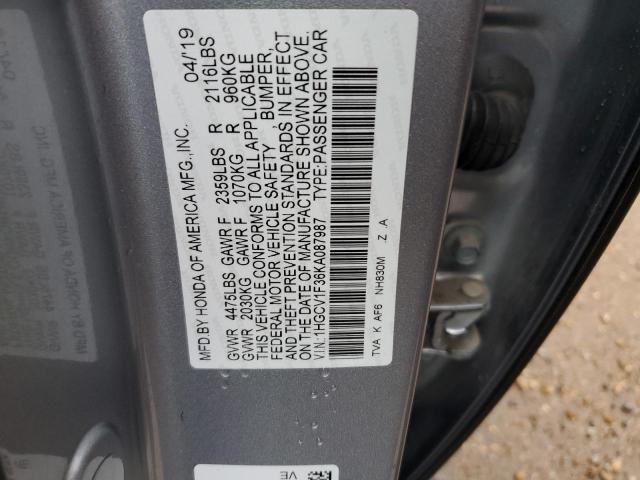 MFD.BY HONDA OF AMERICA MFG.,INC. 04/'19
GVWR 4475LBS GAWR F 2359LBS R 2116LBS
GVWR 2030KG GAWR F 1070KG R 960KG
THIS VEHICLE CONFORMS TO ALL APPLICABLE
FEDERAL MOTOR VEHICLE SAFETY , BUMPER,
AND THEFT PREVENTION STANDARDS IN EFFECT
ON THE DATE OF MANUFACTURE SHOWN ABOVE.
V.I.N.:1HGCV1F36KA087987 TYPE:PASSENGER CAR
TVA K AF6 NH830M Z A
VE